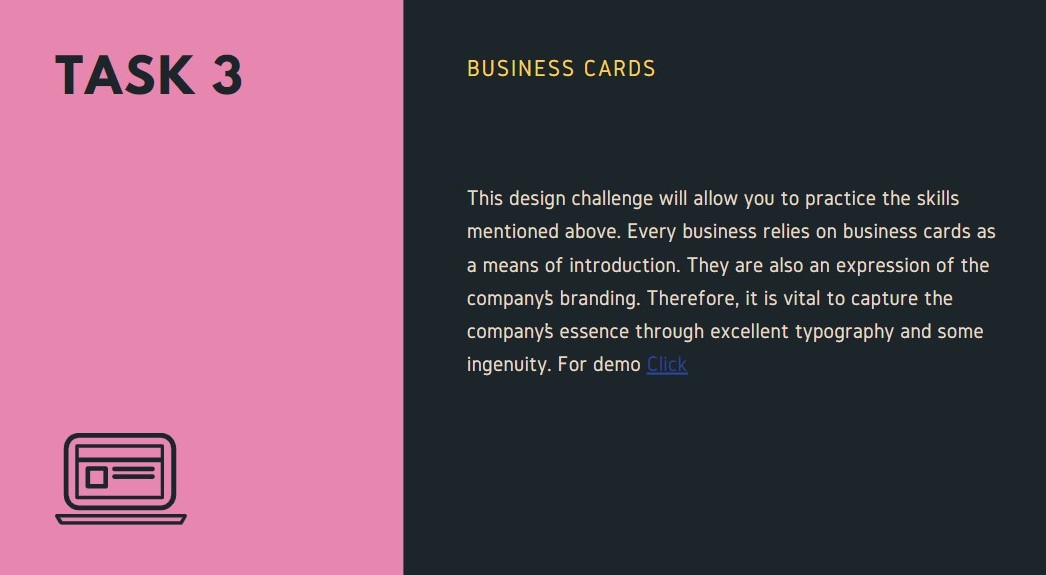 TASK 3
BUSINESS CARDS
This design challenge will allow you to practice the skills
mentioned above. Every business relies on business cards as
a means of introduction. They are also an expression of the
company's branding. Therefore, it is vital to capture the
company's essence through excellent typography and some
ingenuity. For demo Click